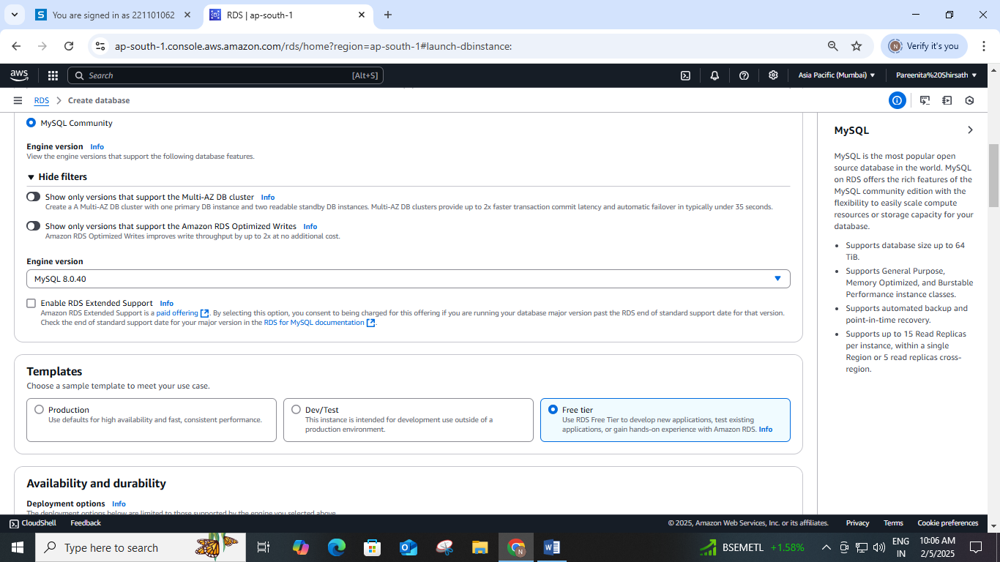 You are signed in as 221101062
RDS | ap-south-1
ap-south-1.console.aws.amazon.com/rds/home?region=ap-south-1#launch-dbinstance:
Verify it's you
aws
Search
[Alt+S]
Asia Pacific (Mumbai)
Pareenita%20Shirsath
RDS
Create database
MySQL Community
Engine version Info
View the engine versions that support the following database features.
Hide filters
Show only versions that support the Multi-AZ DB cluster Info
Create a A Multi-AZ DB cluster with one primary DB instance and two readable standby DB instances. Multi-AZ DB clusters provide up to 2x faster transaction commit latency and automatic failover in typically under 35 seconds.
Show only versions that support the Amazon RDS Optimized Writes Info
Amazon RDS Optimized Writes improves write throughput by up to 2x at no additional cost.
Engine version
MySQL 8.0.40
Enable RDS Extended Support Info
Amazon RDS Extended Support is a paid offering. By selecting this option, you consent to being charged for this offering if you are running your database major version past the RDS end of standard support date for that version.
Check the end of standard support date for your major version in the RDS for MySQL documentation.
Templates
Choose a sample template to meet your use case.
Production
Use defaults for high availability and fast, consistent performance.
Dev/Test
This instance is intended for development use outside of a
production environment.
Free tier
Use RDS Free Tier to develop new applications, test existing
applications, or gain hands-on experience with Amazon RDS. Info
Availability and durability
Deployment options Info
The deployment options below are limited to those supported by the engine you selected above.
MySQL
MySQL is the most popular open
source database in the world. MySQL
on RDS offers the rich features of the
MySQL community edition with the
flexibility to easily scale compute
resources or storage capacity for your
database.
• Supports database size up to 64
TiB.
• Supports General Purpose,
Memory Optimized, and Burstable
Performance instance classes.
• Supports automated backup and
point-in-time recovery.
• Supports up to 15 Read Replicas
per instance, within a single
Region or 5 read replicas cross-
region.
CloudShell
Feedback
© 2025, Amazon Web Services, Inc. or its affiliates.
Privacy
Terms
Cookie preferences
Type here to search
BSEMETL +1.58%
ENG
IN
10:06 AM
2/5/2025